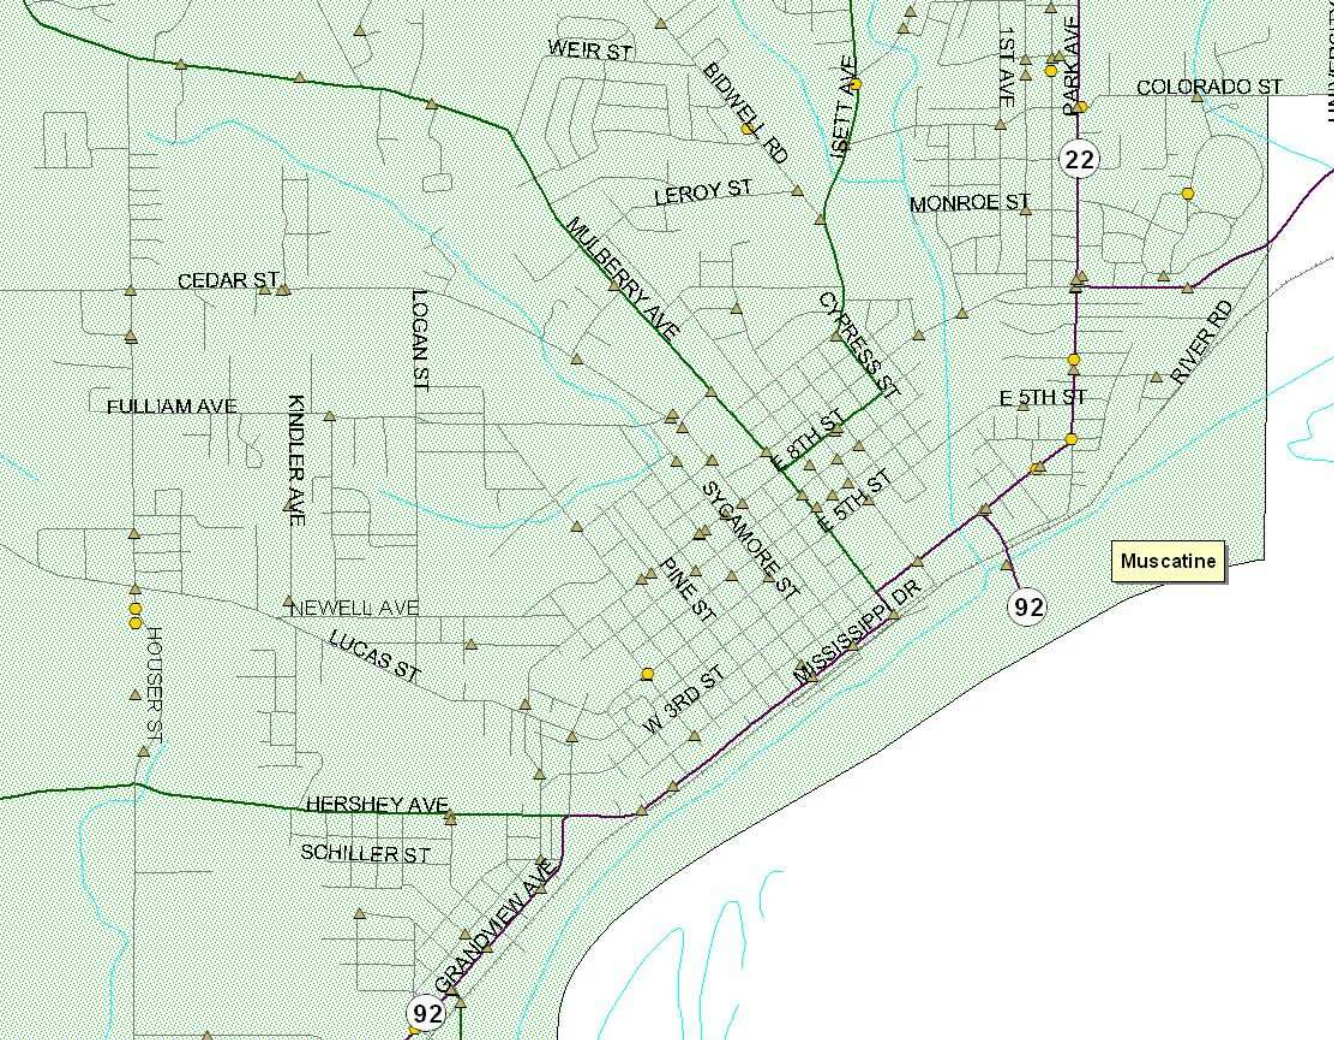 WEIR ST
BIDWELL RD
ISETT AVE
1ST AVE
PARK AVE
COLORADO ST
22
LEROY ST
MONROE ST
MULBERRY AVE
CEDAR ST
LOGAN ST
CYPRESS ST
RIVER RD
FULLIAM AVE
KINDLER AVE
E 5TH ST
E 8TH ST
SYCAMORE ST
E 5TH ST
Muscatine
PINE ST
NEWELL AVE
92
HOUSER ST
LUCAS ST
MISSISSIPPI DR
W 3RD ST
HERSHEY AVE
SCHILLER ST
GRANDVIEW AVE
92